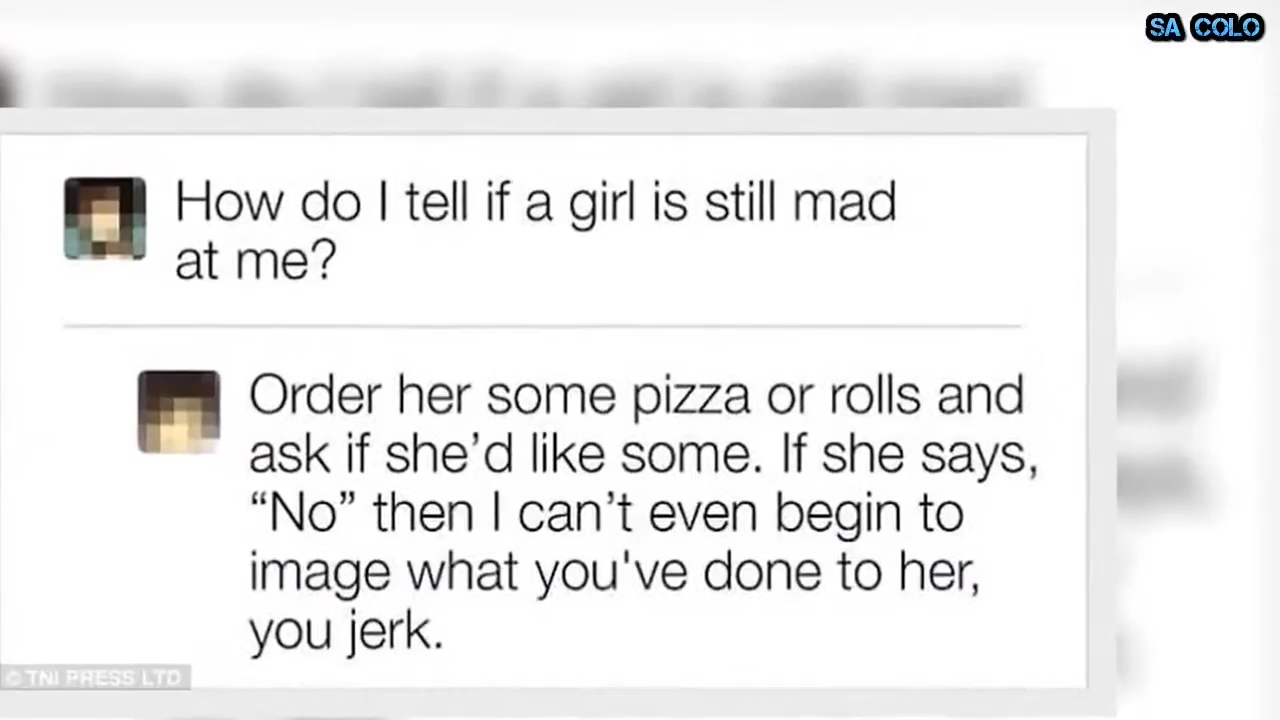 SA COLO
How do I tell if a girl is still mad
at me?
Order her some pizza or rolls and
ask if she’d like some. If she says,
“No” then I can’t even begin to
image what you've done to her,
you jerk.
© TNI PRESS LTD